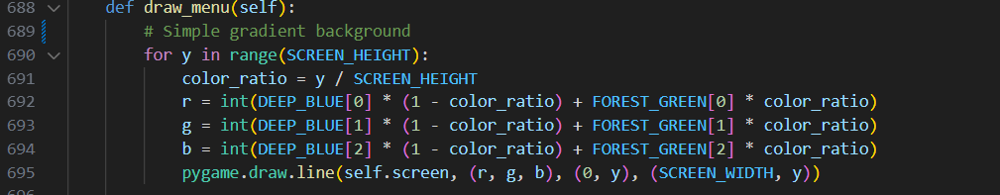 688 def draw_menu(self):
689 # Simple gradient background
690 for y in range(SCREEN_HEIGHT):
691 color_ratio = y / SCREEN_HEIGHT
692 r = int(DEEP_BLUE[0] * (1 - color_ratio) + FOREST_GREEN[0] * color_ratio)
693 g = int(DEEP_BLUE[1] * (1 - color_ratio) + FOREST_GREEN[1] * color_ratio)
694 b = int(DEEP_BLUE[2] * (1 - color_ratio) + FOREST_GREEN[2] * color_ratio)
695 pygame.draw.line(self.screen, (r, g, b), (0, y), (SCREEN_WIDTH, y))